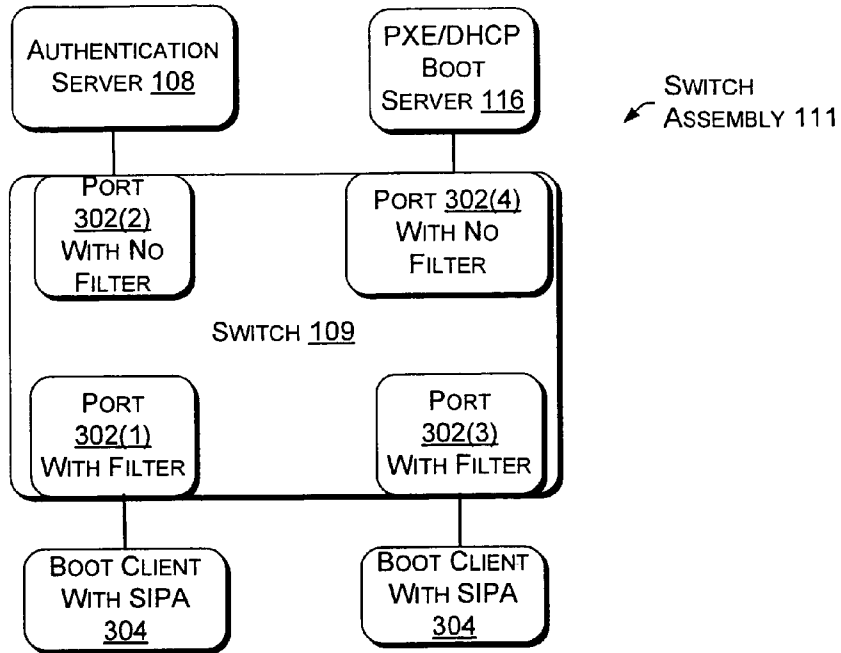 AUTHENTICATION
SERVER 108
PXE/DHCP
BOOT
SERVER 116
SWITCH
ASSEMBLY 111
PORT
302(2)
WITH NO
FILTER
PORT 302(4)
WITH NO
FILTER
SWITCH 109
PORT
302(1)
WITH FILTER
PORT
302(3)
WITH FILTER
BOOT CLIENT
WITH SIPA
304
BOOT CLIENT
WITH SIPA
304